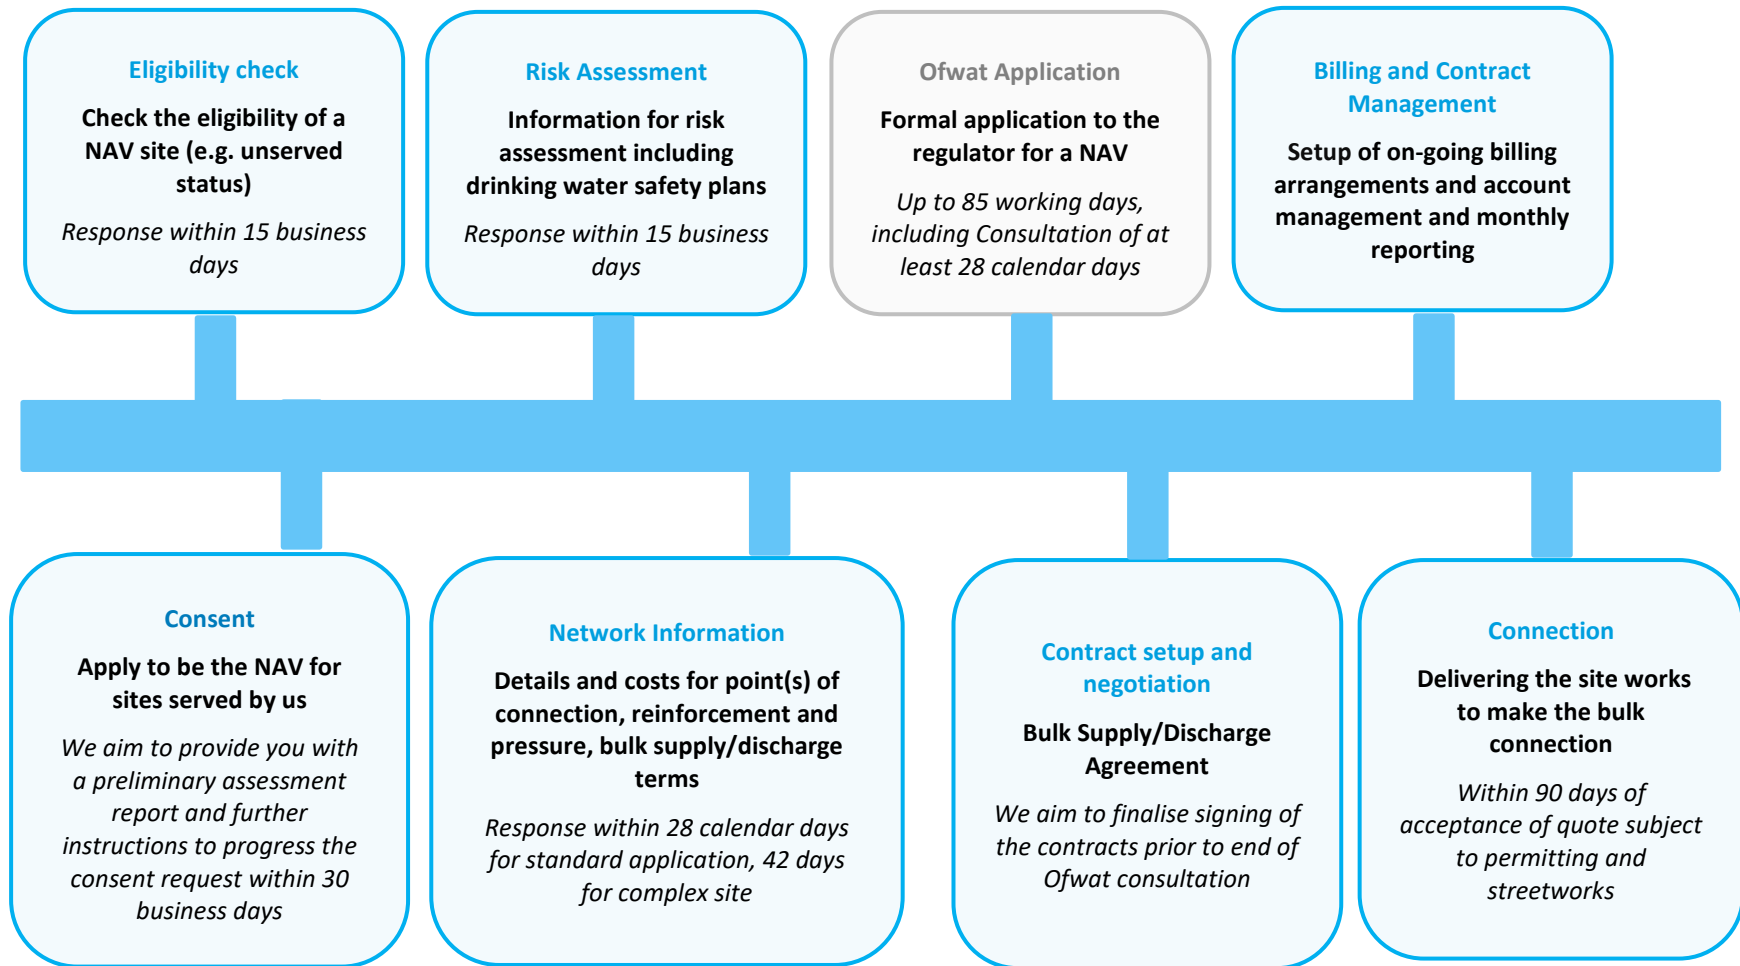 Eligibility check
Check the eligibility of a
NAV site (e.g. unserved
status)
Response within 15 business
days
Risk Assessment
Information for risk
assessment including
drinking water safety plans
Response within 15 business
days
Ofwat Application
Formal application to the
regulator for a NAV
Up to 85 working days,
including Consultation of at
least 28 calendar days
Billing and Contract
Management
Setup of on-going billing
arrangements and account
management and monthly
reporting
Consent
Apply to be the NAV for
sites served by us
We aim to provide you with
a preliminary assessment
report and further
instructions to progress the
consent request within 30
business days
Network Information
Details and costs for point(s) of
connection, reinforcement and
pressure, bulk supply/discharge
terms
Response within 28 calendar days
for standard application, 42 days
for complex site
Contract setup and
negotiation
Bulk Supply/Discharge
Agreement
We aim to finalise signing of
the contracts prior to end of
Ofwat consultation
Connection
Delivering the site works
to make the bulk
connection
Within 90 days of
acceptance of quote subject
to permitting and
streetworks